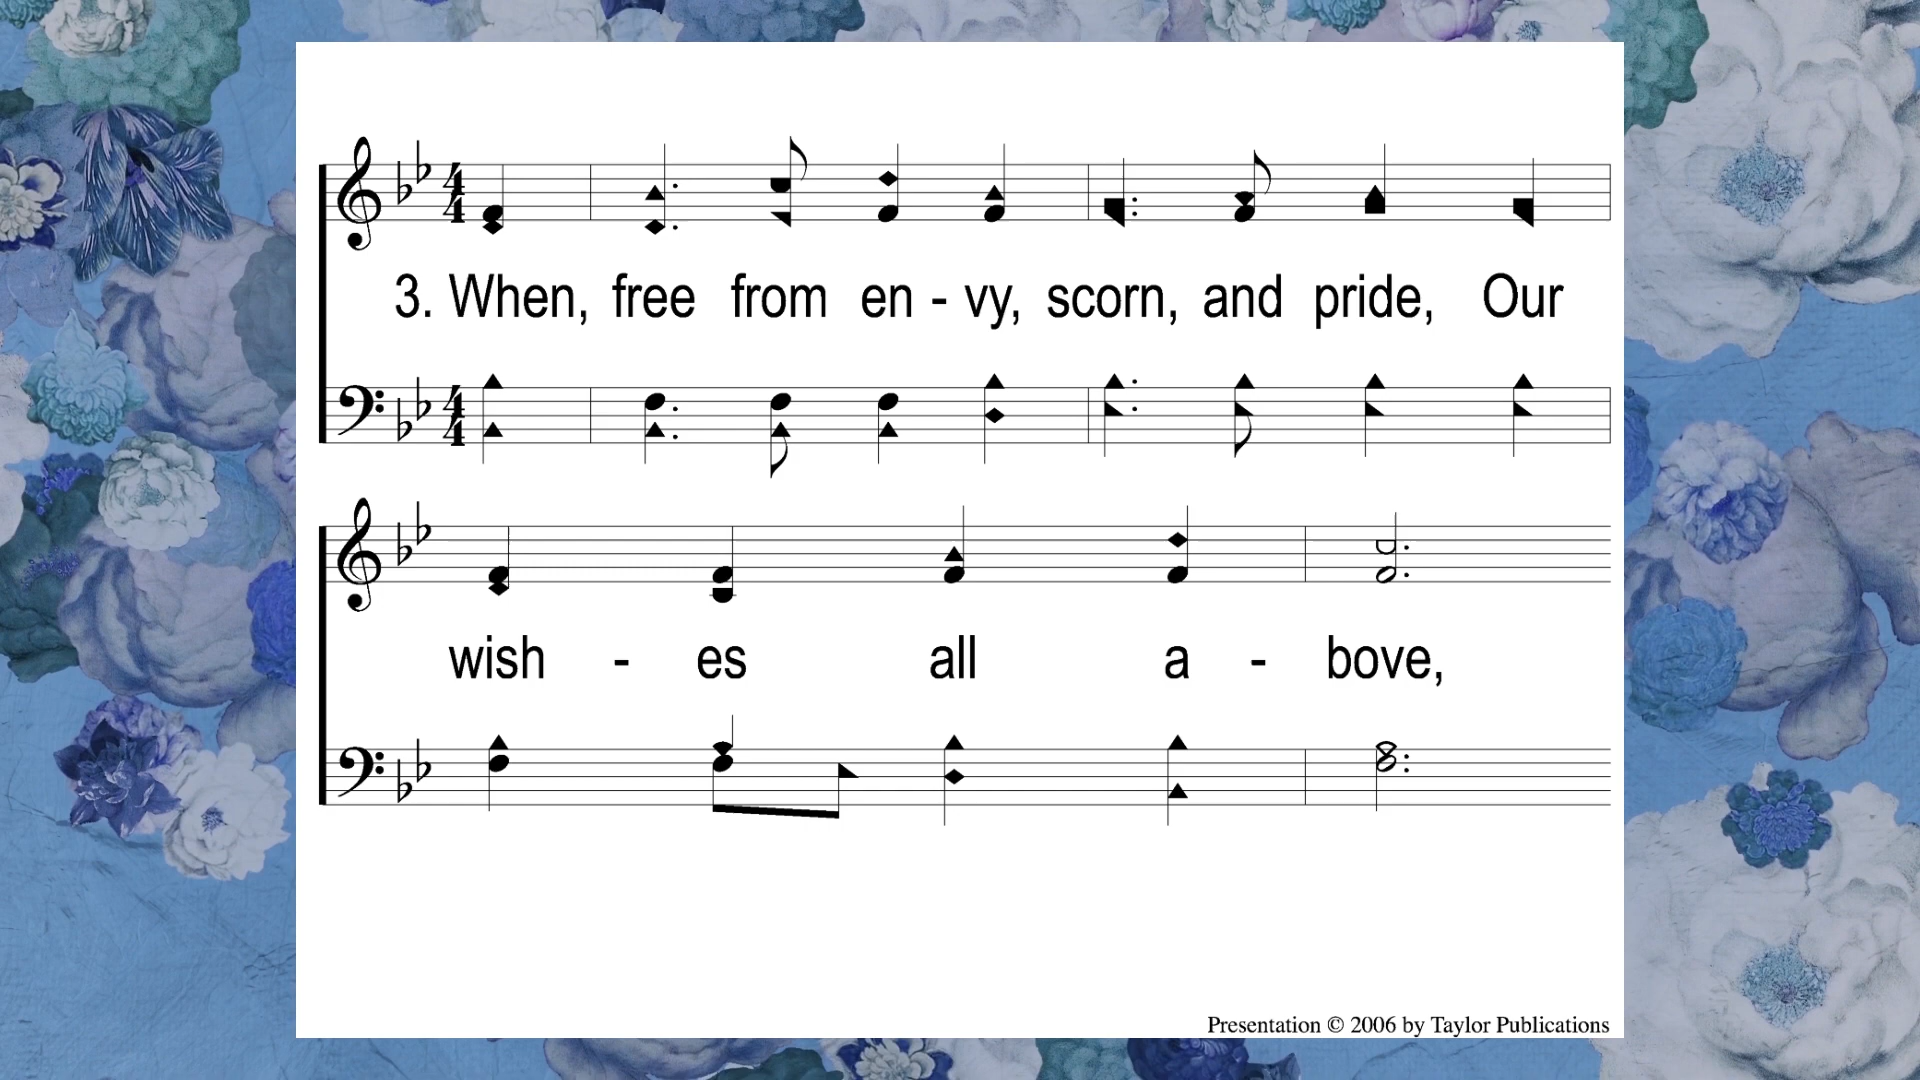 3. When, free from en - vy, scorn, and pride, Our
wish - es all a - bove,
Presentation © 2006 by Taylor Publications